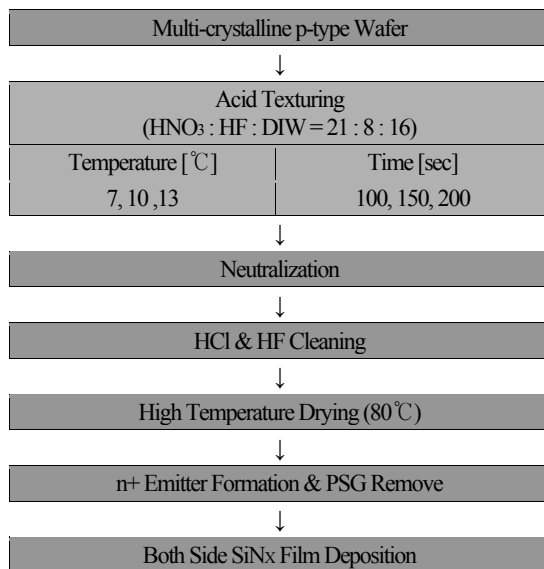 Multi-crystalline p-type Wafer
↓
Acid Texturing
(HNO₃ : HF : DIW = 21 : 8 : 16)
Temperature [℃] Time [sec]
7, 10 ,13 100, 150, 200
↓
Neutralization
↓
HCl & HF Cleaning
↓
High Temperature Drying (80℃)
↓
n+ Emitter Formation & PSG Remove
↓
Both Side SiNx Film Deposition